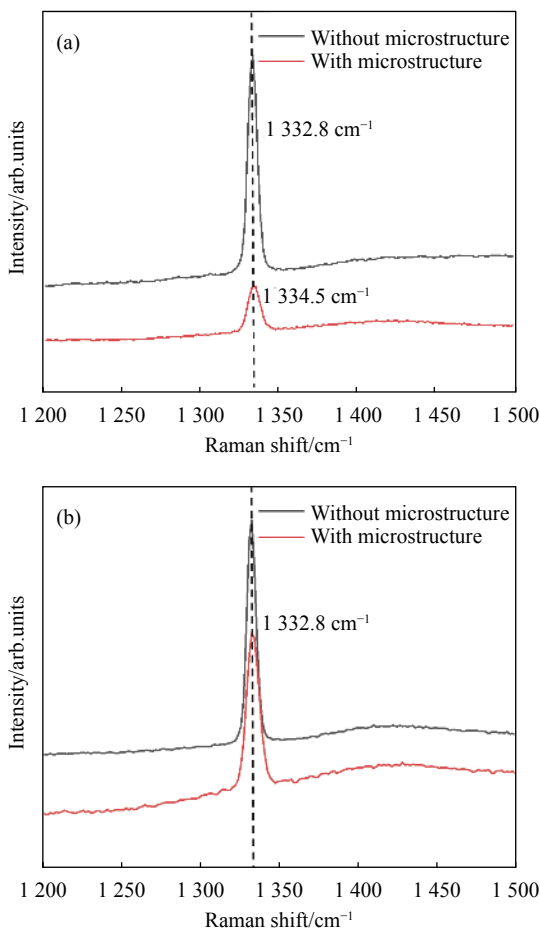 (a)
Without microstructure
With microstructure
1 332.8 cm⁻¹
1 334.5 cm⁻¹
Intensity/arb.units
1 200 1 250 1 300 1 350 1 400 1 450 1 500
Raman shift/cm⁻¹
(b)
Without microstructure
With microstructure
1 332.8 cm⁻¹
Intensity/arb.units
1 200 1 250 1 300 1 350 1 400 1 450 1 500
Raman shift/cm⁻¹